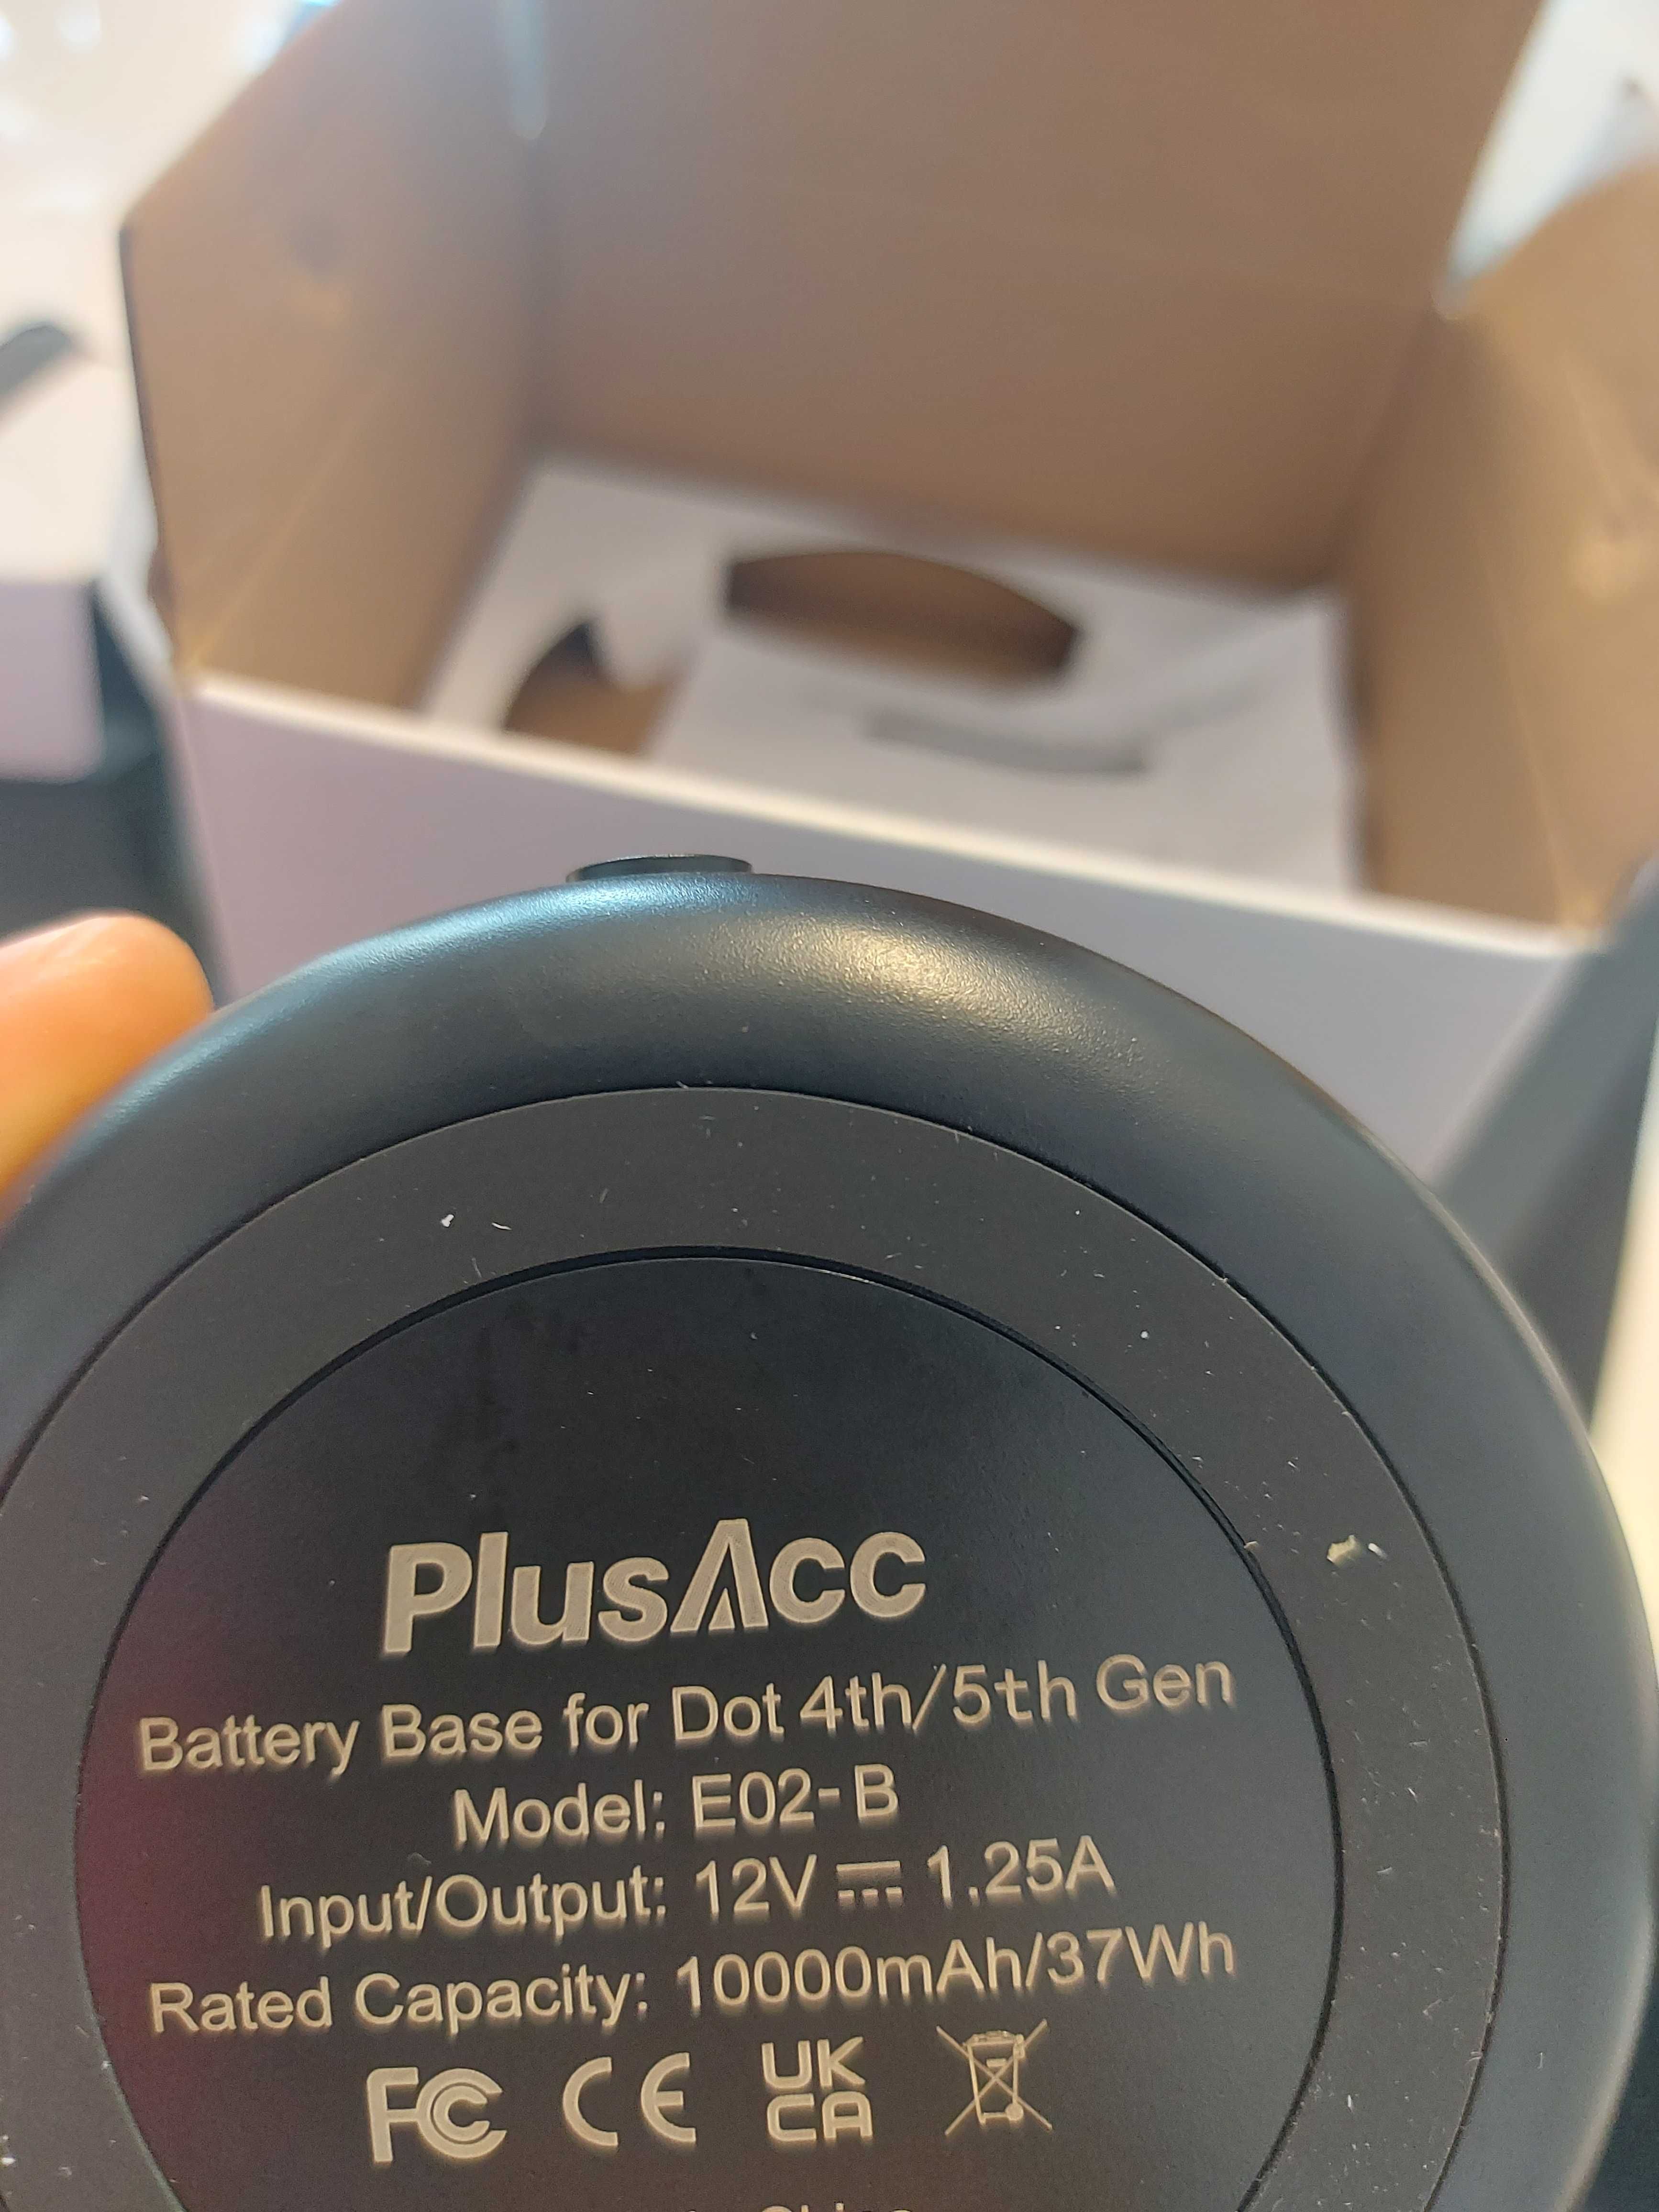 PlusAcc
Battery Base for Dot 4th/5th Gen
Model: E02-B
Input/Output: 12V ⎓ 1.25A
Rated Capacity: 10000mAh/37Wh
FC CE UK
CA